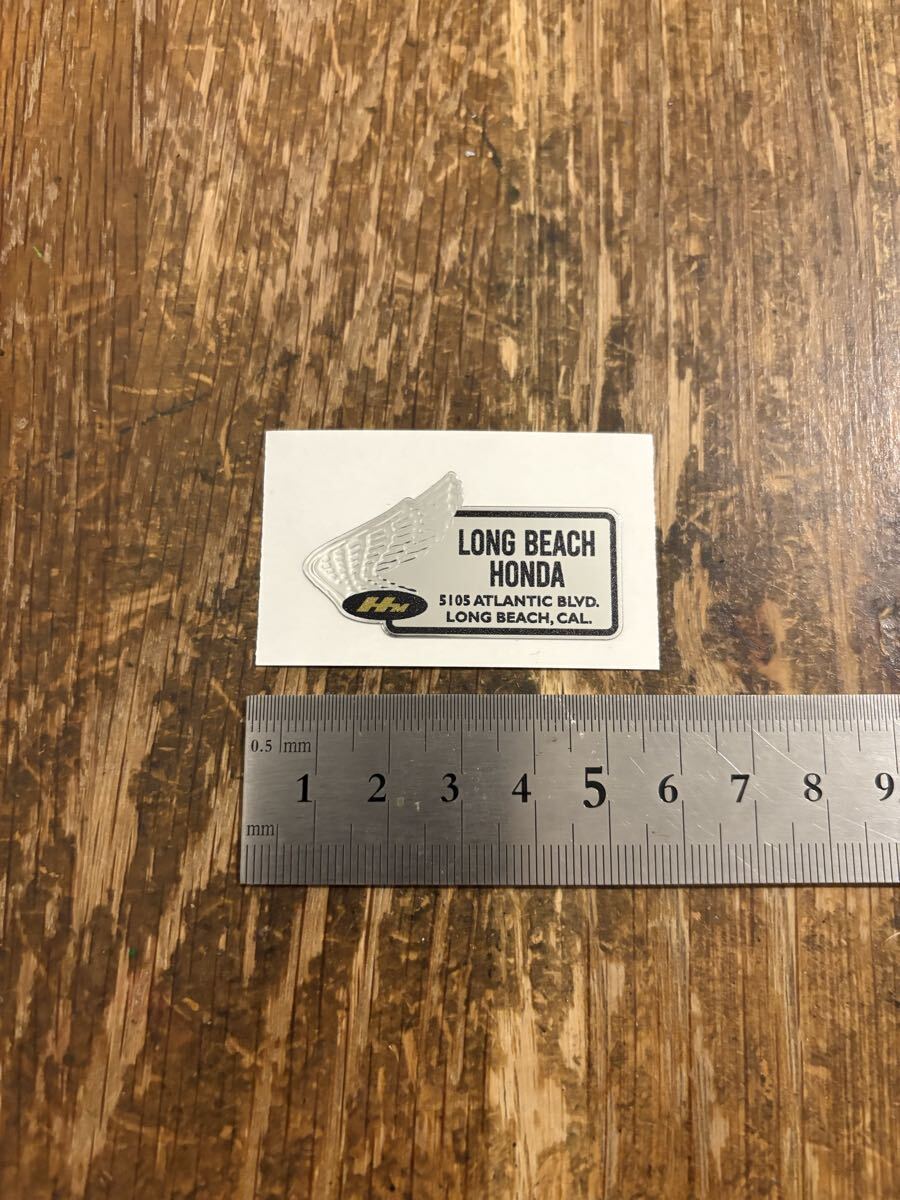 LONG BEACH
HONDA
HM
5105 ATLANTIC BLVD.
LONG BEACH, CAL.
0.5 mm
1 2 3 4 5 6 7 8 9
mm